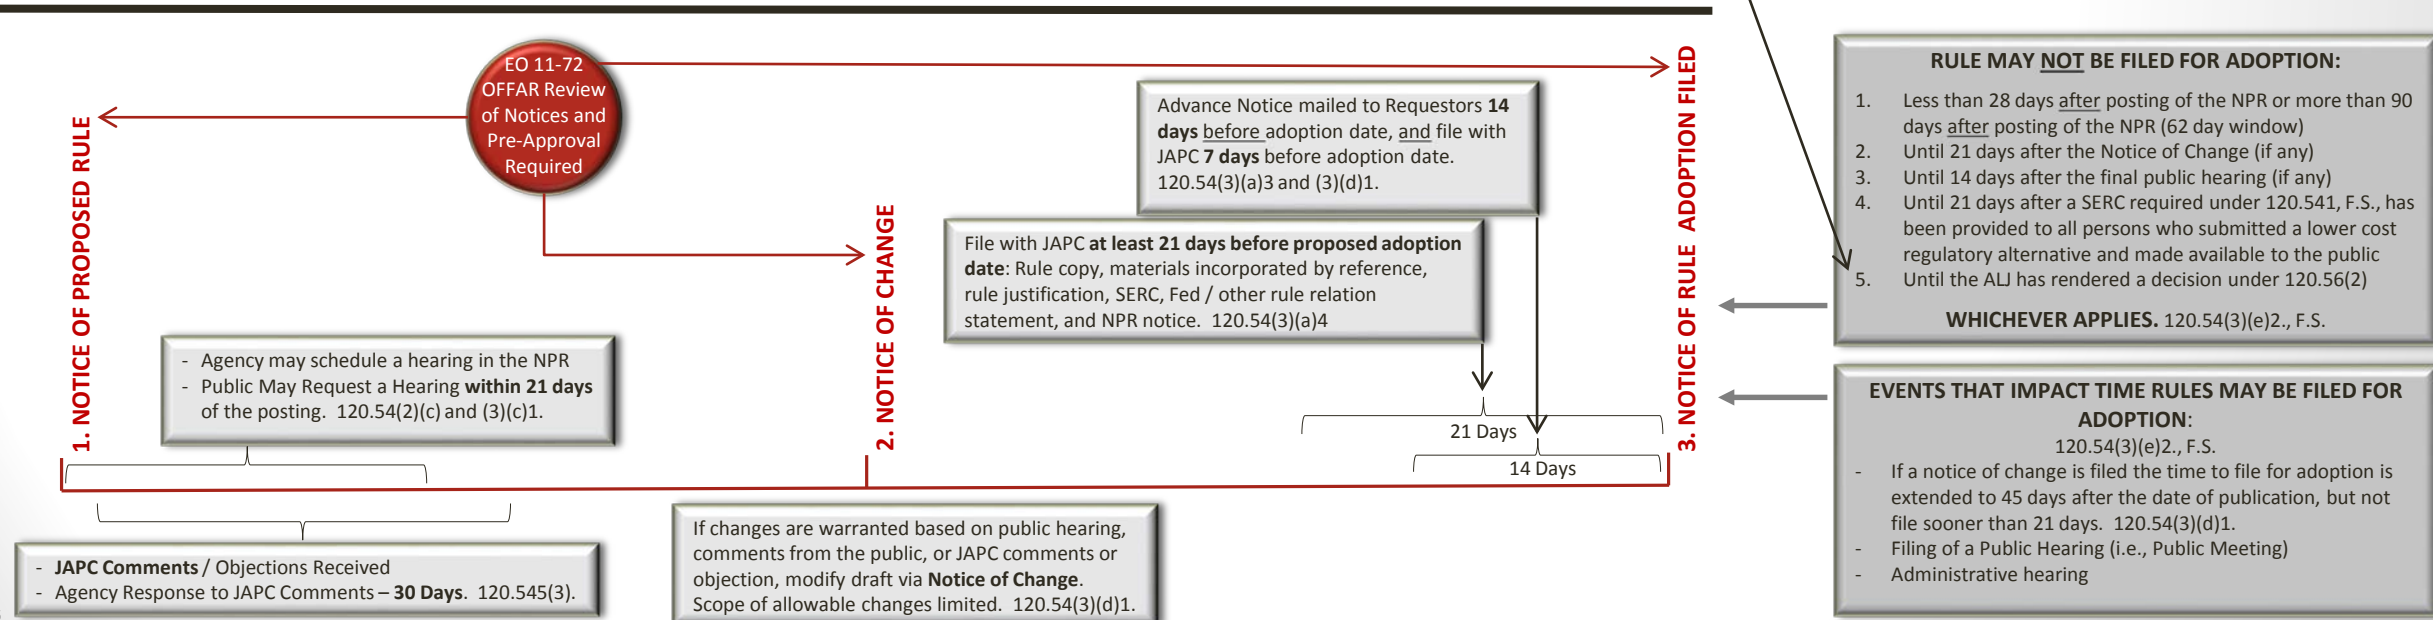 EO 11-72
OFFAR Review
of Notices and
Pre-Approval
Required
1. NOTICE OF PROPOSED RULE
2. NOTICE OF CHANGE
3. NOTICE OF RULE ADOPTION FILED
Advance Notice mailed to Requestors 14
days before adoption date, and file with
JAPC 7 days before adoption date.
120.54(3)(a)3 and (3)(d)1.
File with JAPC at least 21 days before proposed adoption
date: Rule copy, materials incorporated by reference,
rule justification, SERC, Fed / other rule relation
statement, and NPR notice. 120.54(3)(a)4
- Agency may schedule a hearing in the NPR
- Public May Request a Hearing within 21 days
of the posting. 120.54(2)(c) and (3)(c)1.
21 Days
14 Days
- JAPC Comments / Objections Received
- Agency Response to JAPC Comments – 30 Days. 120.545(3).
If changes are warranted based on public hearing,
comments from the public, or JAPC comments or
objection, modify draft via Notice of Change.
Scope of allowable changes limited. 120.54(3)(d)1.
RULE MAY NOT BE FILED FOR ADOPTION:
1. Less than 28 days after posting of the NPR or more than 90
days after posting of the NPR (62 day window)
2. Until 21 days after the Notice of Change (if any)
3. Until 14 days after the final public hearing (if any)
4. Until 21 days after a SERC required under 120.541, F.S., has
been provided to all persons who submitted a lower cost
regulatory alternative and made available to the public
5. Until the ALJ has rendered a decision under 120.56(2)
WHICHEVER APPLIES. 120.54(3)(e)2., F.S.
EVENTS THAT IMPACT TIME RULES MAY BE FILED FOR
ADOPTION:
120.54(3)(e)2., F.S.
- If a notice of change is filed the time to file for adoption is
extended to 45 days after the date of publication, but not
file sooner than 21 days. 120.54(3)(d)1.
- Filing of a Public Hearing (i.e., Public Meeting)
- Administrative hearing